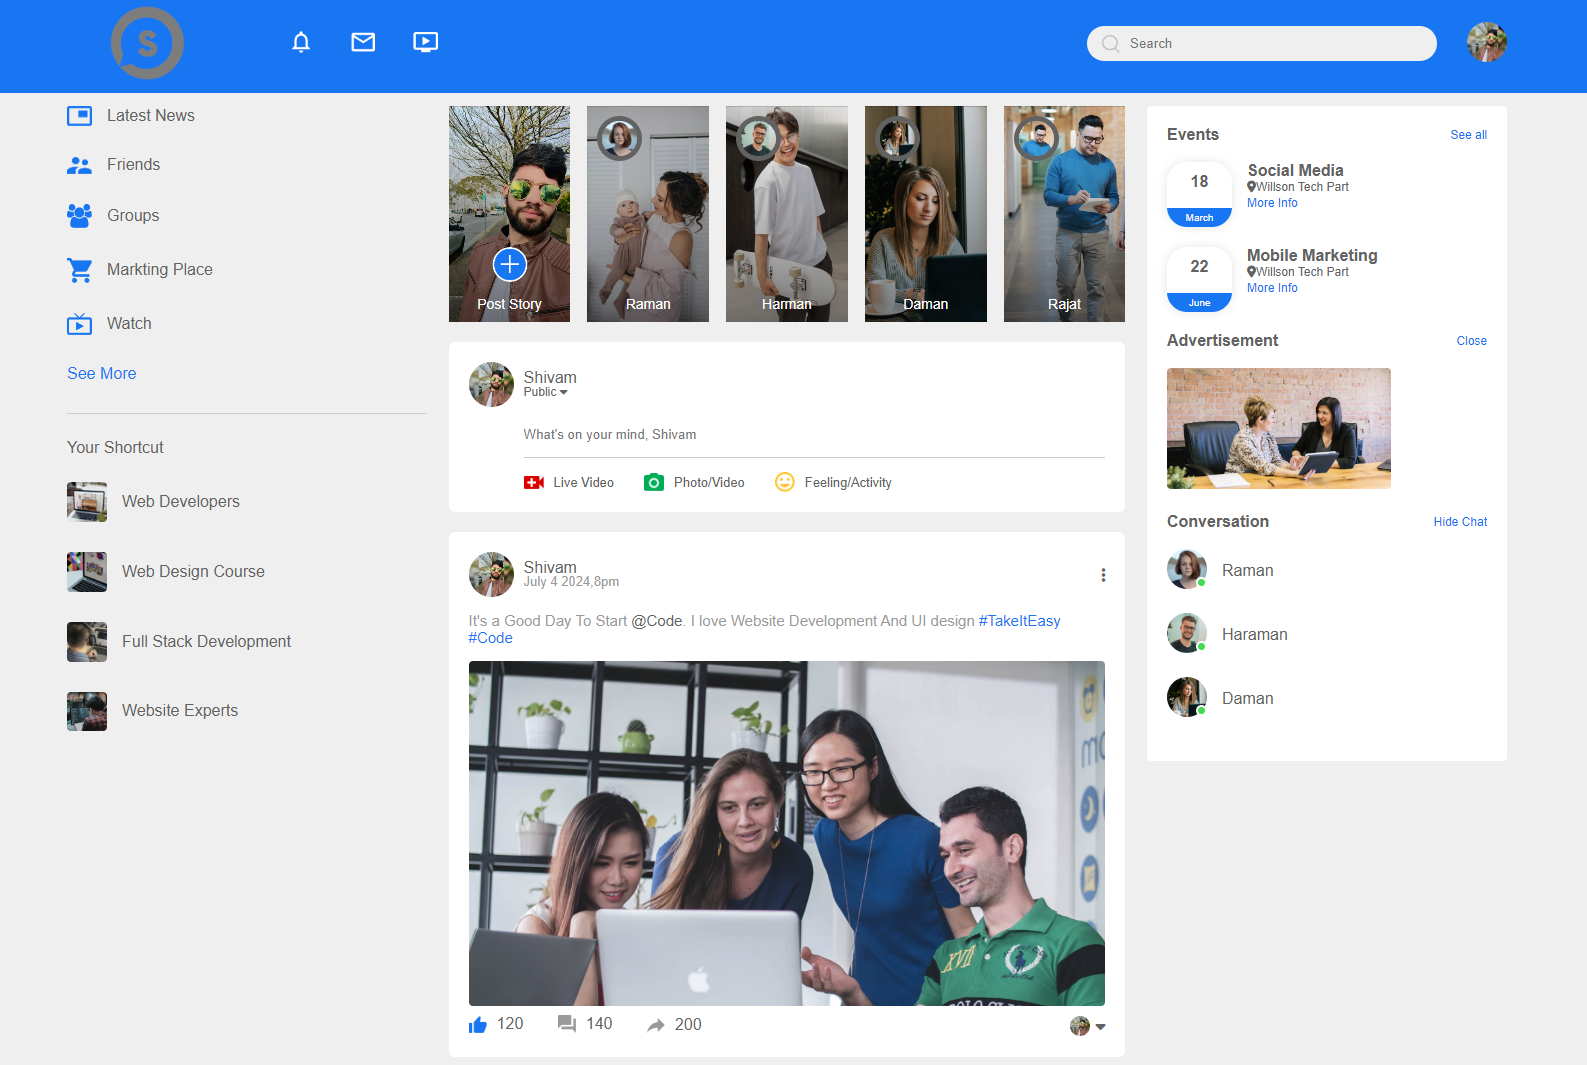 S
Search
Latest News
Friends
Groups
Markting Place
Watch
See More
Your Shortcut
Web Developers
Web Design Course
Full Stack Development
Website Experts
Post Story
Raman
Harman
Daman
Rajat
Shivam
Public
What's on your mind, Shivam
Live Video
Photo/Video
Feeling/Activity
Shivam
July 4 2024,8pm
It's a Good Day To Start @Code. I love Website Development And UI design #TakeItEasy
#Code
XVII
120
140
200
Events
See all
18
March
Social Media
Willson Tech Part
More Info
22
June
Mobile Marketing
Willson Tech Part
More Info
Advertisement
Close
Conversation
Hide Chat
Raman
Haraman
Daman